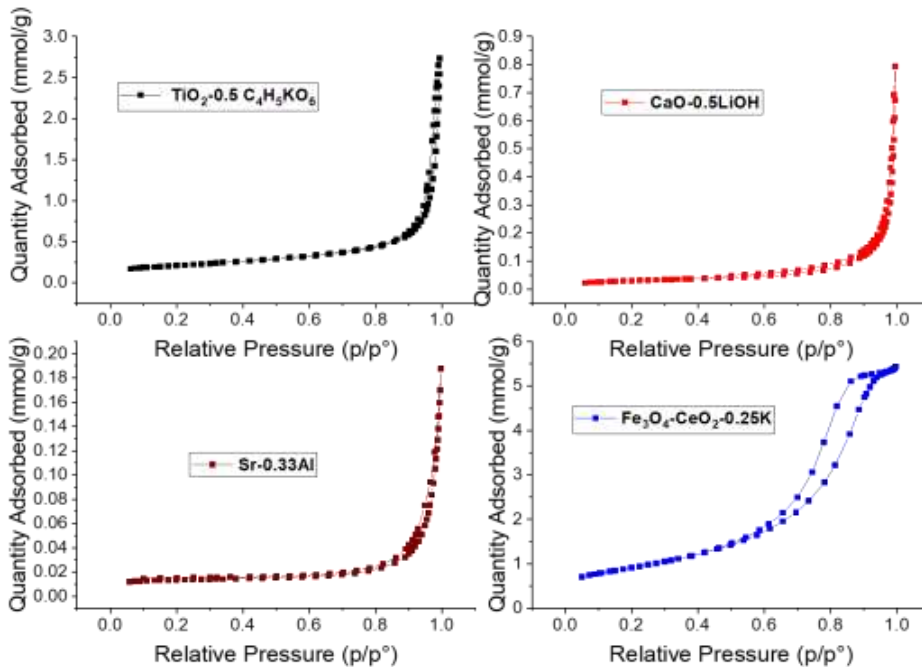 Quantity Adsorbed (mmol/g)
3.0
2.5
2.0
1.5
1.0
0.5
0.0
TiO₂-0.5 C₄H₅KO₆
0.0 0.2 0.4 0.6 0.8 1.0
Relative Pressure (p/p°)
Quantity Adsorbed (mmol/g)
0.9
0.8
0.7
0.6
0.5
0.4
0.3
0.2
0.1
0.0
CaO-0.5LiOH
0.0 0.2 0.4 0.6 0.8 1.0
Relative Pressure (p/p°)
Quantity Adsorbed (mmol/g)
0.20
0.18
0.16
0.14
0.12
0.10
0.08
0.06
0.04
0.02
0.00
Sr-0.33Al
0.0 0.2 0.4 0.6 0.8 1.0
Relative Pressure (p/p°)
Quantity Adsorbed (mmol/g)
6
5
4
3
2
1
0
Fe₃O₄-CeO₂-0.25K
0.0 0.2 0.4 0.6 0.8 1.0
Relative Pressure (p/p°)